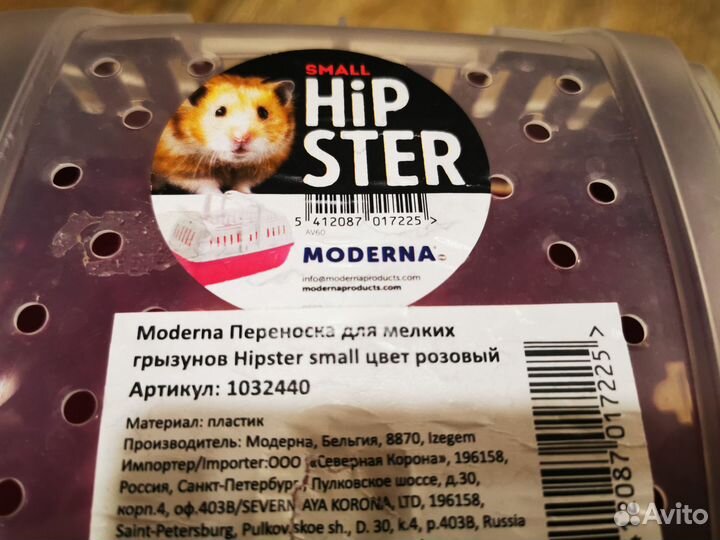 SMALL
HiP
STER
5 412087 017225 >
AV60
MODERNA
info@modernaproducts.com
modernaproducts.com
Moderna Переноска для мелких
грызунов Hipster small цвет розовый
Артикул: 1032440
Материал: пластик
Производитель: Модерна, Бельгия, 8870, Izegem
Импортер/Importer:ООО «Северная Корона», 196158,
Россия, Санкт-Петербург, Пулковское шоссе, д.30,
корп.4, оф.403В/SEVERNAYA KORONA, LTD, 196158,
Saint-Petersburg, Pulkovskoe sh., D. 30, k.4, p.403B, Russia
8087 017225 >
Avito